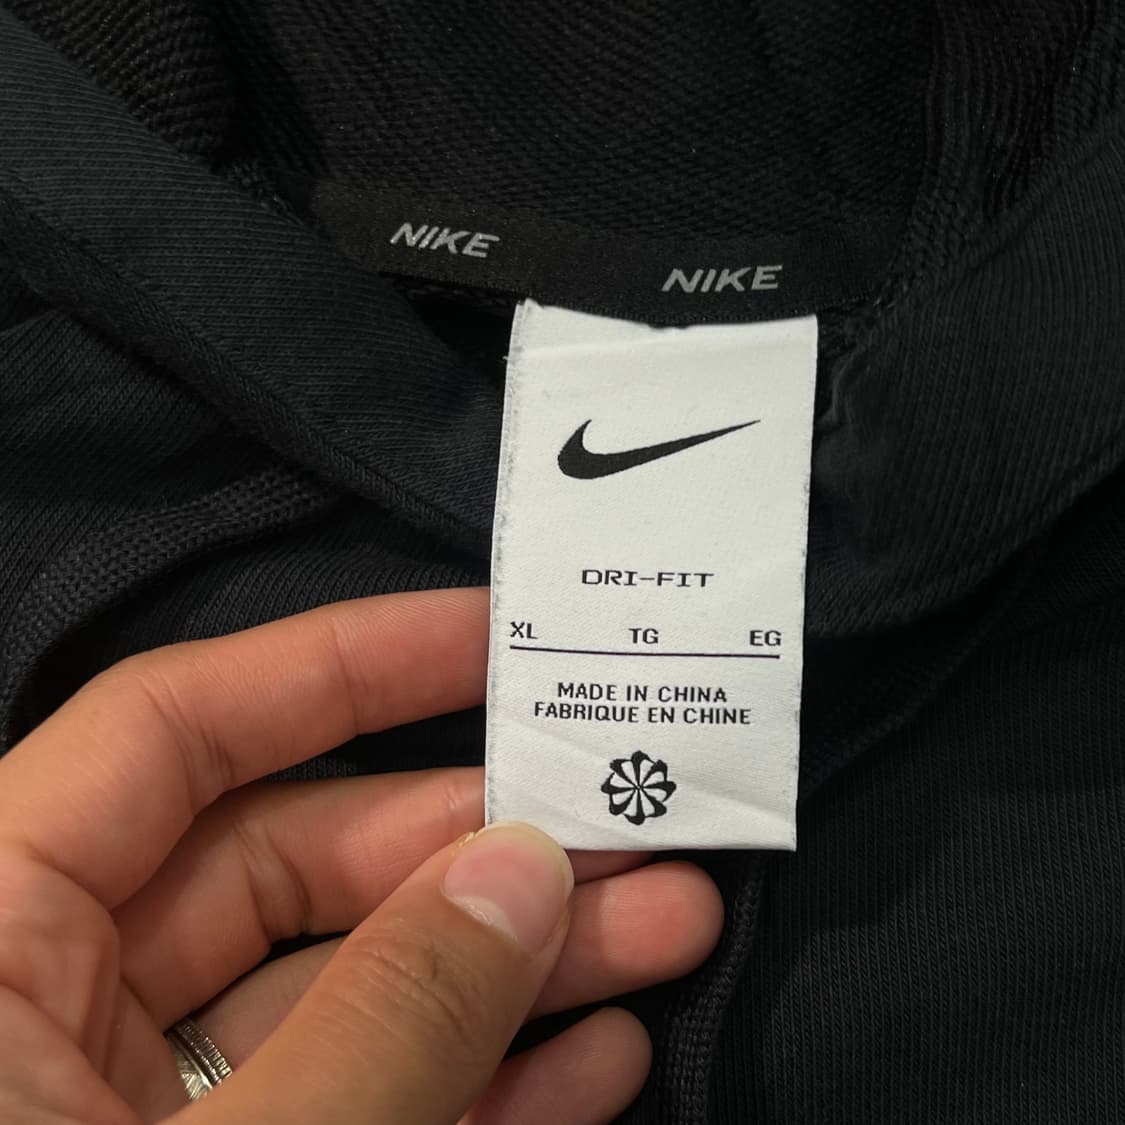 NIKE NIKE
DRI-FIT
XL TG EG
MADE IN CHINA
FABRIQUE EN CHINE